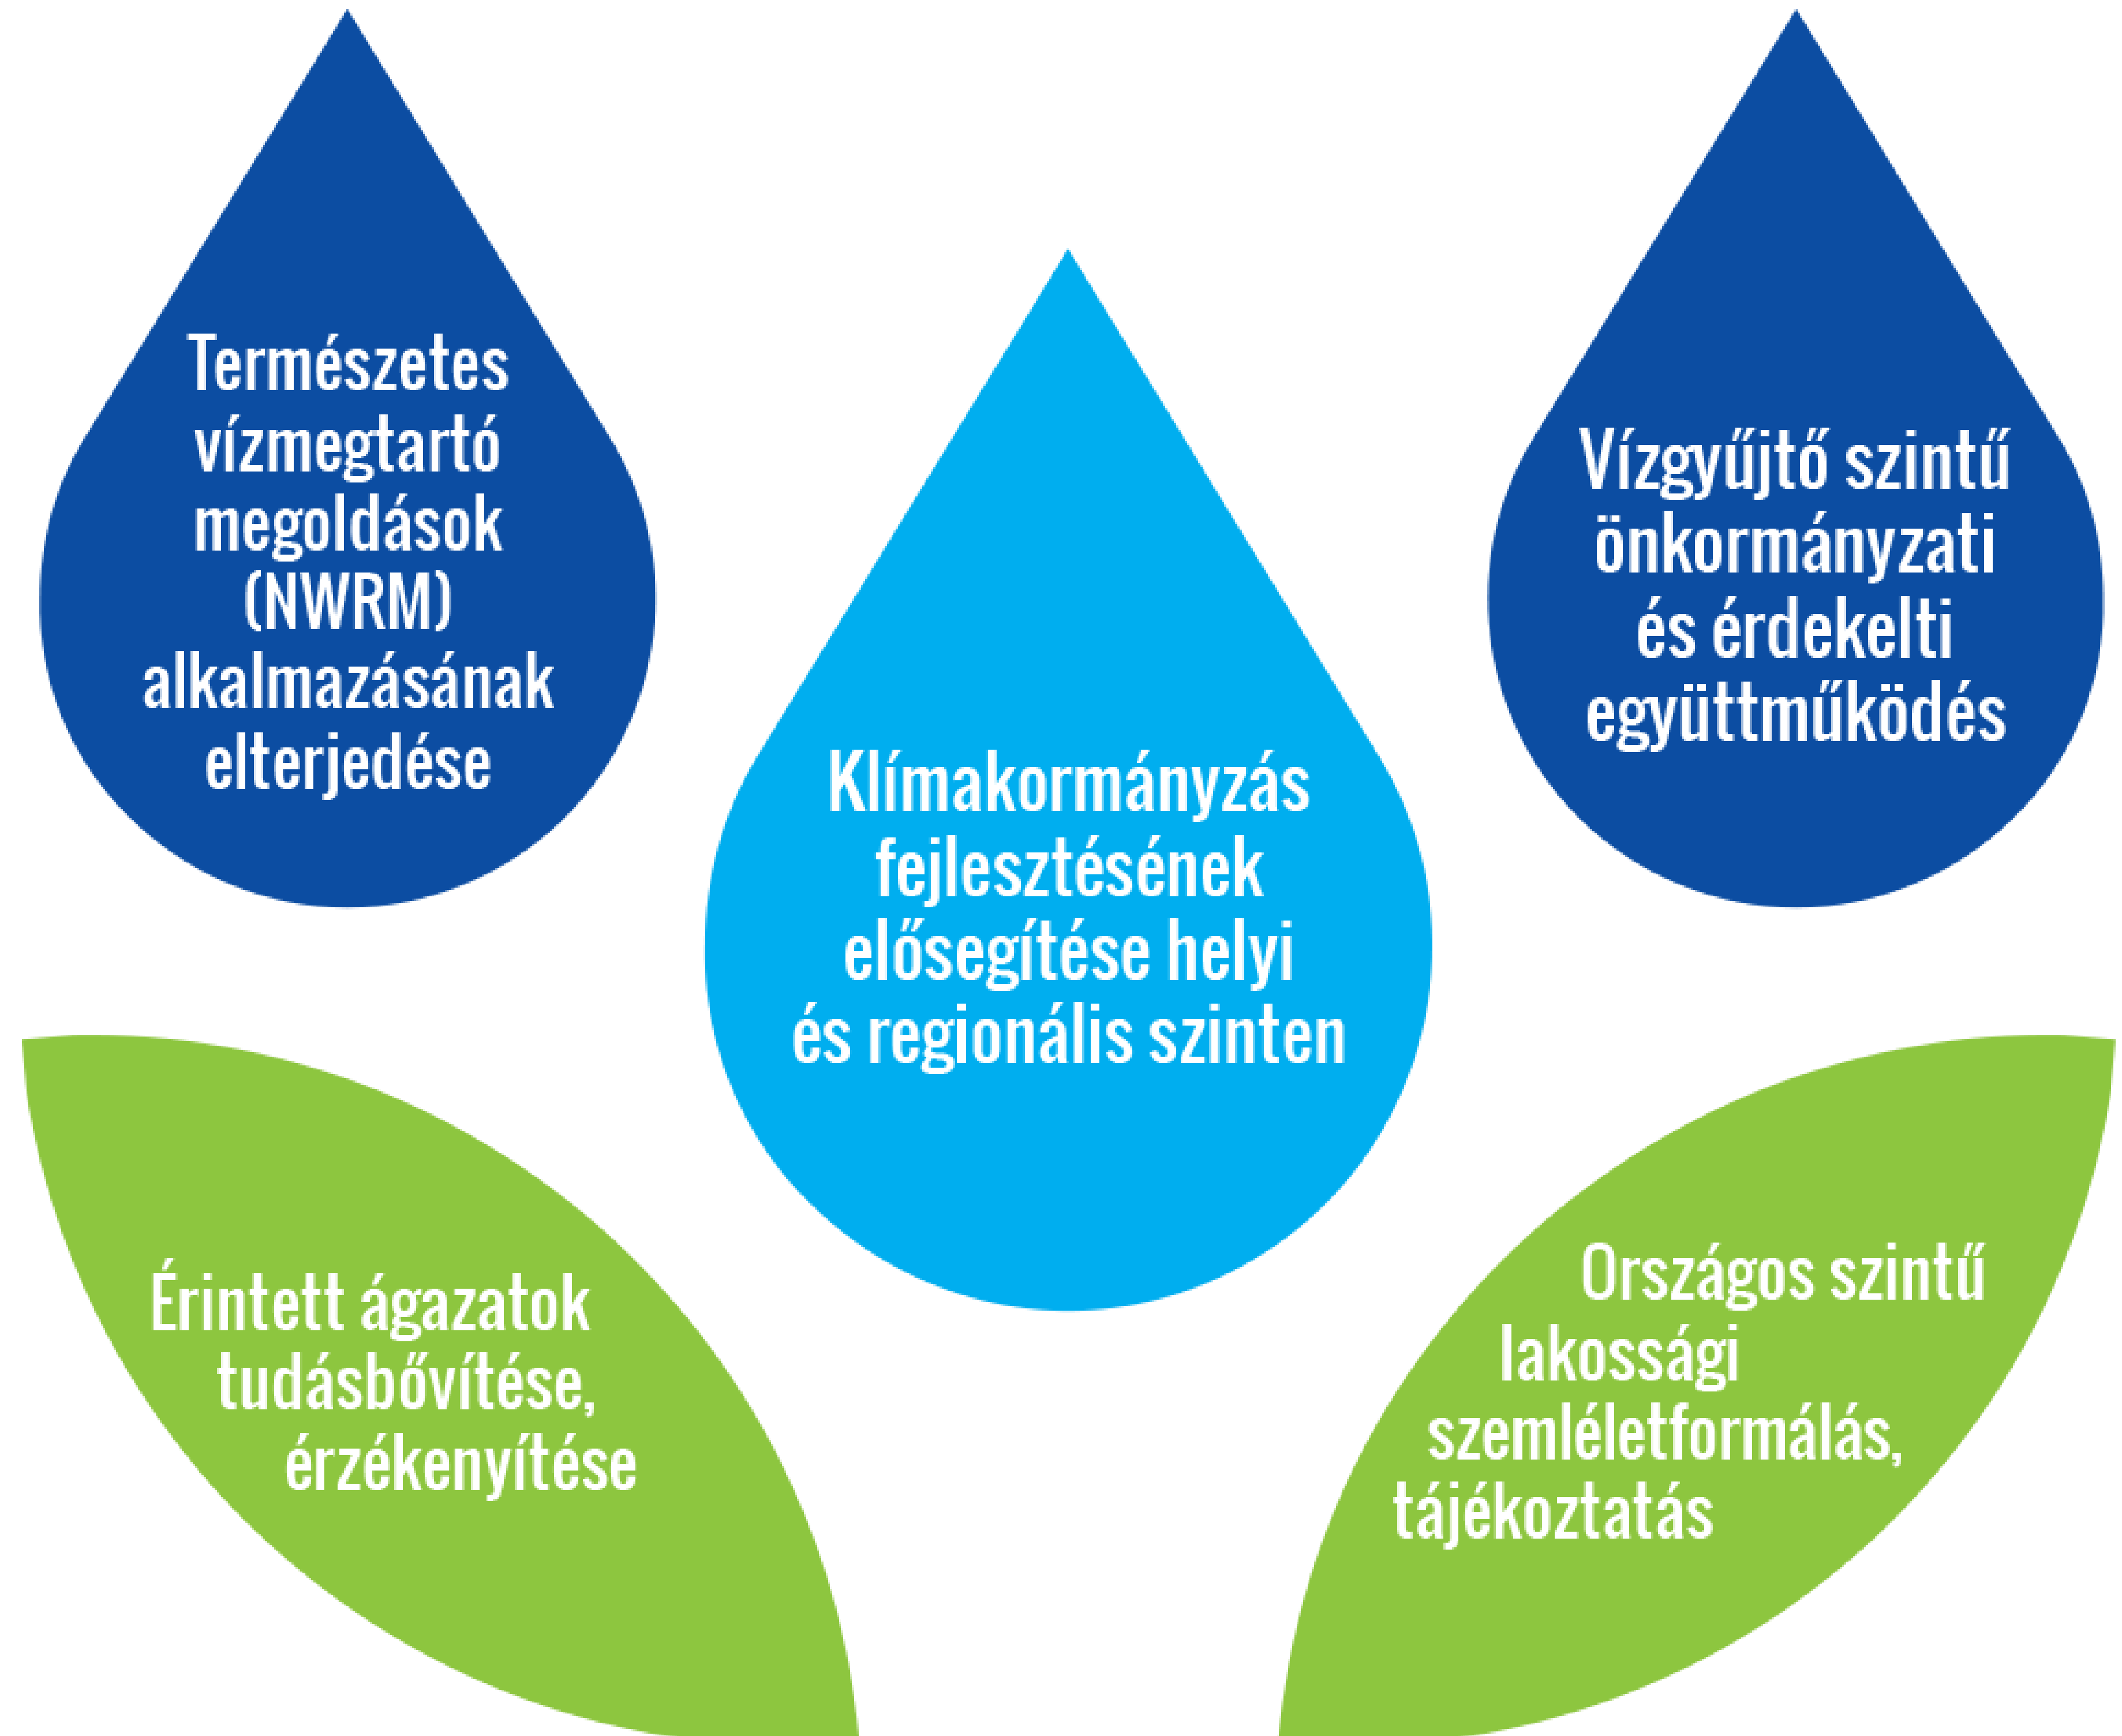 Természetes
vízmegtartó
megoldások
(NWRM)
alkalmazásának
elterjedése
Vízgyűjtő szintű
önkormányzati
és érdekelti
együttműködés
Klímakormányzás
fejlesztésének
elősegítése helyi
és regionális szinten
Érintett ágazatok
tudásbővítése,
érzékenyítése
Országos szintű
lakossági
szemléletformálás,
tájékoztatás